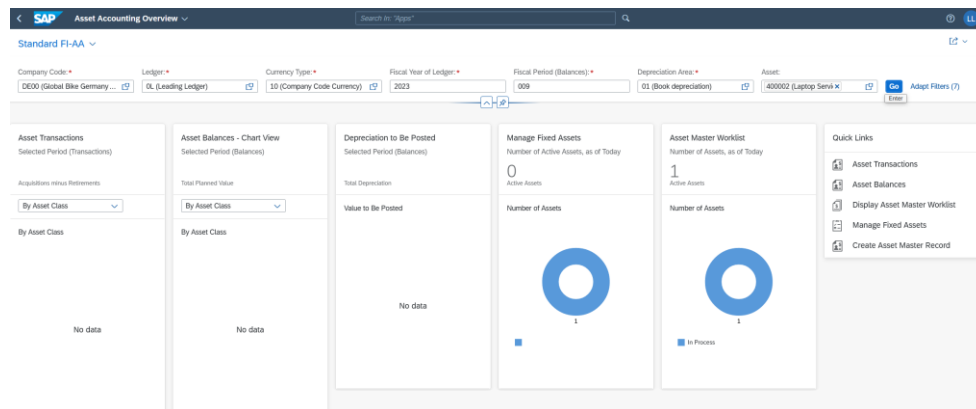 SAP Asset Accounting Overview Search In: "Apps" LL
Standard FI-AA
Company Code:* Ledger:* Currency Type:* Fiscal Year of Ledger:* Fiscal Period (Balances):* Depreciation Area:* Asset:
DE00 (Global Bike Germany ... 0L (Leading Ledger) 10 (Company Code Currency) 2023 009 01 (Book depreciation) 400002 (Laptop Servi Go Adapt Filters (7)
Enter
Asset Transactions
Selected Period (Transactions)
Acquisitions minus Retirements
By Asset Class
By Asset Class
No data
Asset Balances - Chart View
Selected Period (Balances)
Total Planned Value
By Asset Class
By Asset Class
No data
Depreciation to Be Posted
Selected Period (Balances)
Total Depreciation
Value to Be Posted
No data
Manage Fixed Assets
Number of Active Assets, as of Today
0
Active Assets
Number of Assets
1
Asset Master Worklist
Number of Assets, as of Today
1
Active Assets
Number of Assets
1
In Process
Quick Links
Asset Transactions
Asset Balances
Display Asset Master Worklist
Manage Fixed Assets
Create Asset Master Record